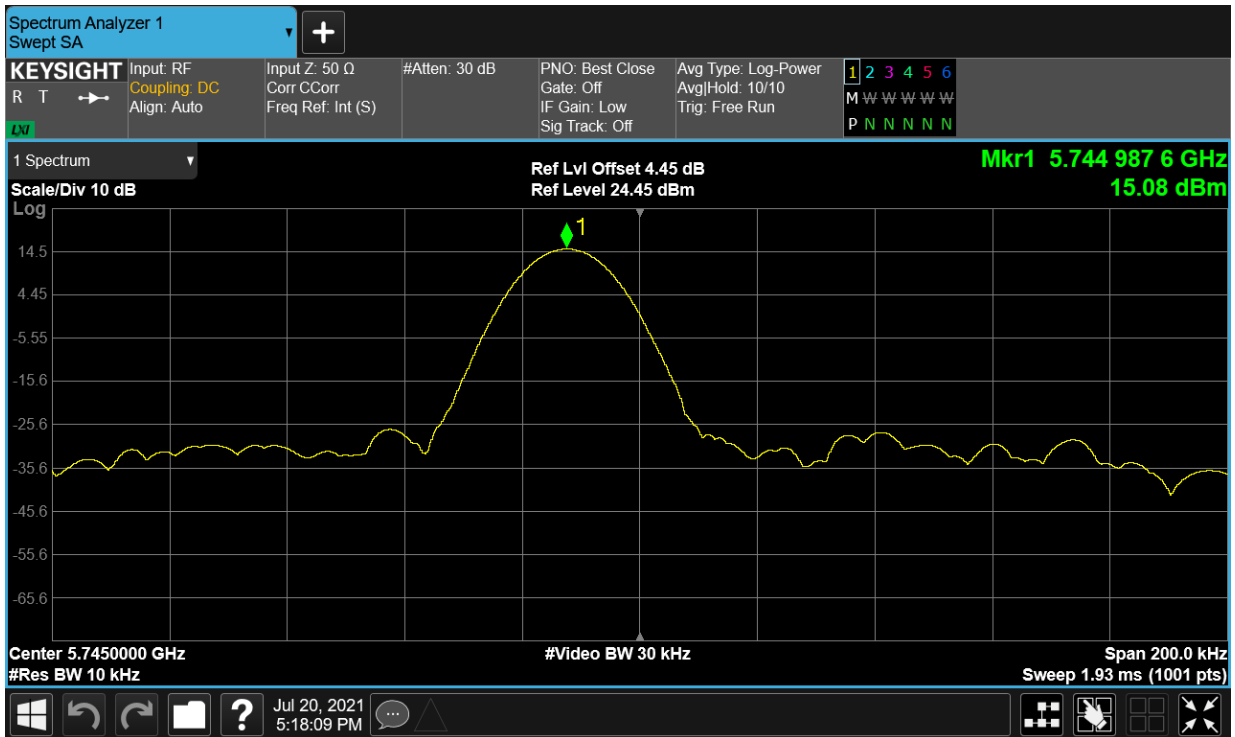 Spectrum Analyzer 1
Swept SA
KEYSIGHT
R T
LXI
Input: RF
Coupling: DC
Align: Auto
Input Z: 50 Ω
Corr CCorr
Freq Ref: Int (S)
#Atten: 30 dB
PNO: Best Close
Gate: Off
IF Gain: Low
Sig Track: Off
Avg Type: Log-Power
Avg|Hold: 10/10
Trig: Free Run
1 2 3 4 5 6
M W W W W W
P N N N N N
1 Spectrum
Scale/Div 10 dB
Log
Ref Lvl Offset 4.45 dB
Ref Level 24.45 dBm
Mkr1 5.744 987 6 GHz
15.08 dBm
1
14.5
4.45
-5.55
-15.6
-25.6
-35.6
-45.6
-55.6
-65.6
Center 5.7450000 GHz
#Res BW 10 kHz
#Video BW 30 kHz
Span 200.0 kHz
Sweep 1.93 ms (1001 pts)
?
Jul 20, 2021
5:18:09 PM